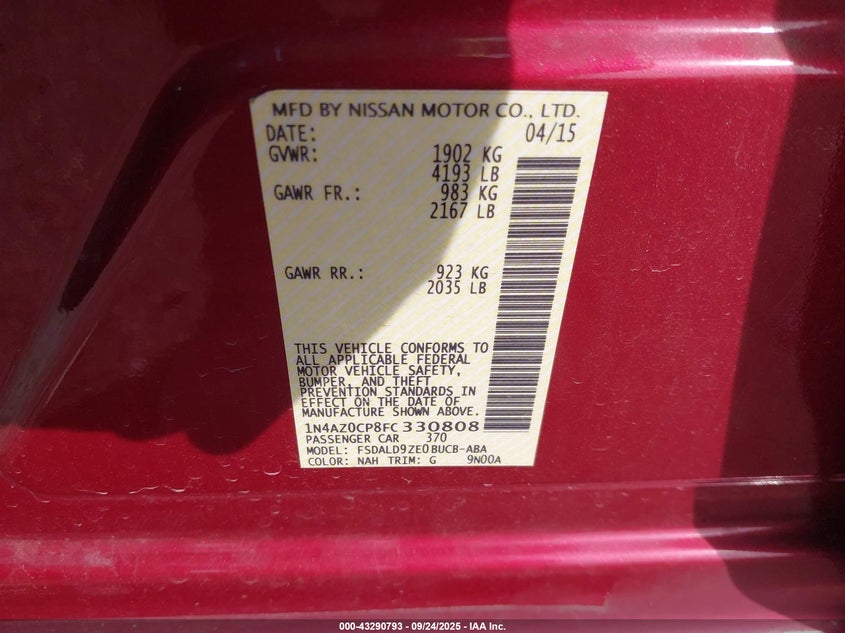 MFD BY NISSAN MOTOR CO., LTD.
DATE: 04/15
GVWR: 1902 KG
4193 LB
GAWR FR.: 983 KG
2167 LB
GAWR RR.: 923 KG
2035 LB
THIS VEHICLE CONFORMS TO
ALL APPLICABLE FEDERAL
MOTOR VEHICLE SAFETY,
BUMPER, AND THEFT
PREVENTION STANDARDS IN
EFFECT ON THE DATE OF
MANUFACTURE SHOWN ABOVE.
1N4AZ0CP8FC330808
PASSENGER CAR 370
MODEL: FSDALD9ZE0BUCB-ABA
COLOR: NAH TRIM: G 9N00A
000-43290793 - 09/24/2025 - IAA Inc.